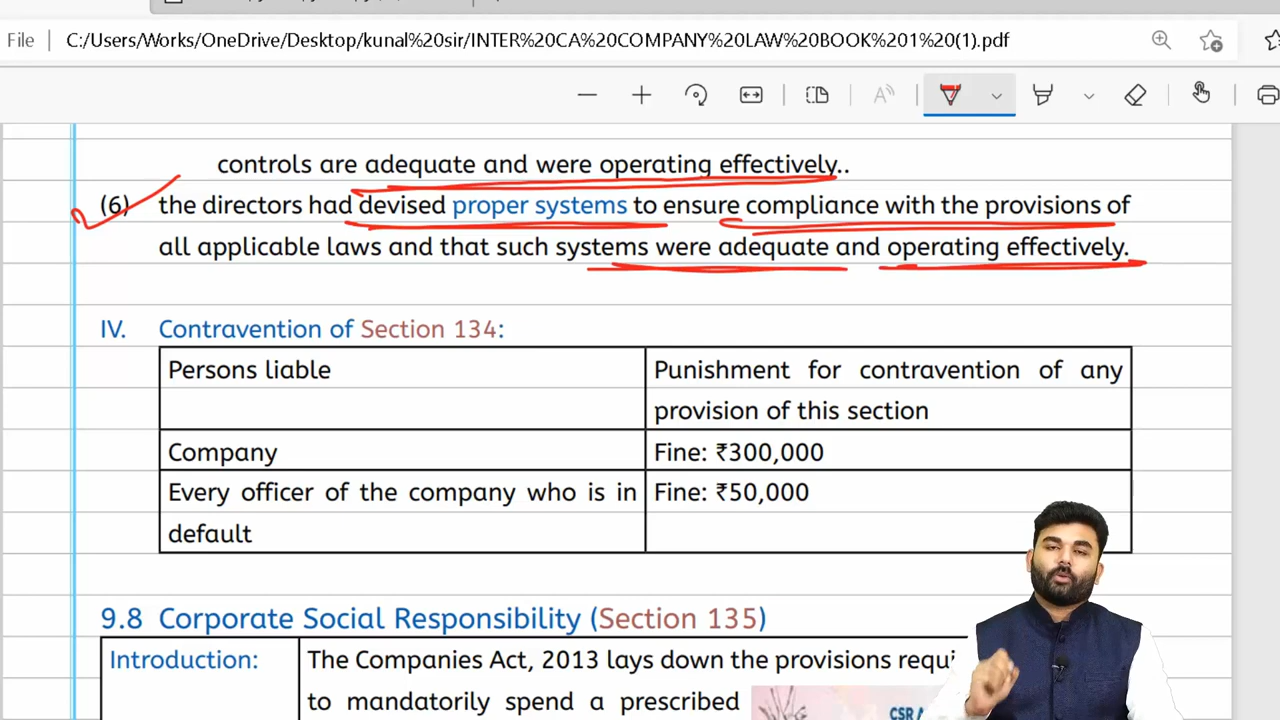 File
C:/Users/Works/OneDrive/Desktop/kunal%20sir/INTER%20CA%20COMPANY%20LAW%20BOOK%201%20(1).pdf
controls are adequate and were operating effectively..
(6) the directors had devised proper systems to ensure compliance with the provisions of
all applicable laws and that such systems were adequate and operating effectively.
IV. Contravention of Section 134:
Persons liable
Punishment for contravention of any
provision of this section
Company
Fine: ₹300,000
Every officer of the company who is in
default
Fine: ₹50,000
9.8 Corporate Social Responsibility (Section 135)
Introduction:
The Companies Act, 2013 lays down the provisions requi
to mandatorily spend a prescribed
CSR A